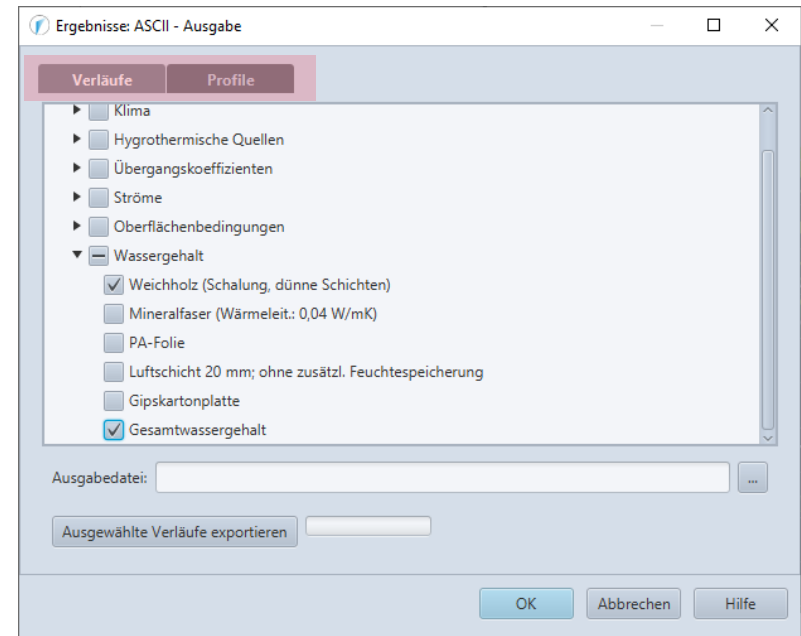 Ergebnisse: ASCII - Ausgabe
Verläufe Profile
Klima
Hygrothermische Quellen
Übergangskoeffizienten
Ströme
Oberflächenbedingungen
Wassergehalt
Weichholz (Schalung, dünne Schichten)
Mineralfaser (Wärmeleit.: 0,04 W/mK)
PA-Folie
Luftschicht 20 mm; ohne zusätzl. Feuchtespeicherung
Gipskartonplatte
Gesamtwassergehalt
Ausgabedatei: ...
Ausgewählte Verläufe exportieren
OK Abbrechen Hilfe